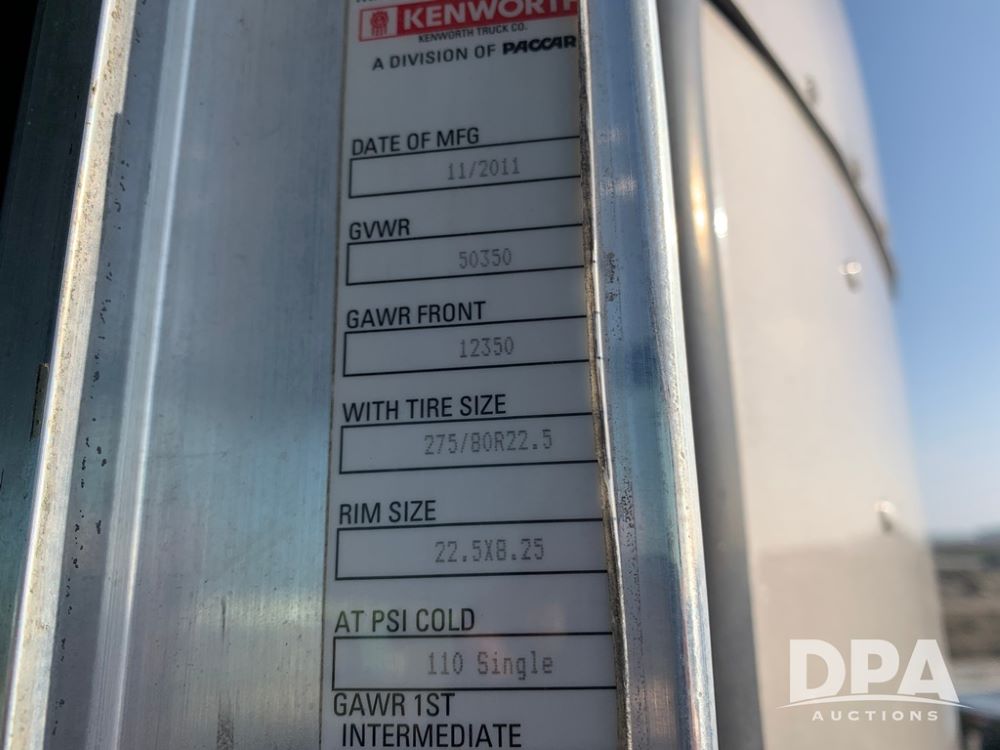 KENWORTH
KENWORTH TRUCK CO.
A DIVISION OF PACCAR
DATE OF MFG
11/2011
GVWR
50350
GAWR FRONT
12350
WITH TIRE SIZE
275/80R22.5
RIM SIZE
22.5X8.25
AT PSI COLD
110 Single
GAWR 1ST
INTERMEDIATE
DPA
AUCTIONS